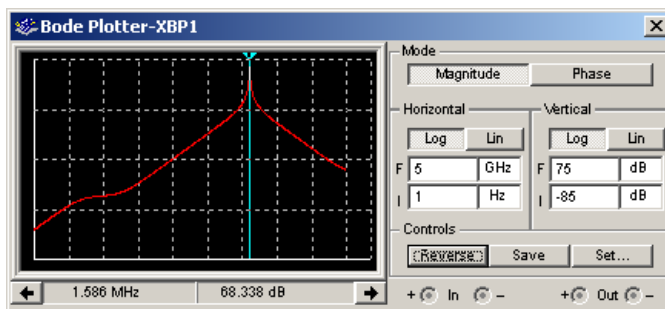 Bode Plotter-XBP1
Mode
Magnitude Phase
Horizontal Vertical
Log Lin Log Lin
F 5 GHz F 75 dB
I 1 Hz I -85 dB
Controls
Reverse Save Set...
1.586 MHz 68.338 dB
+ In - + Out -